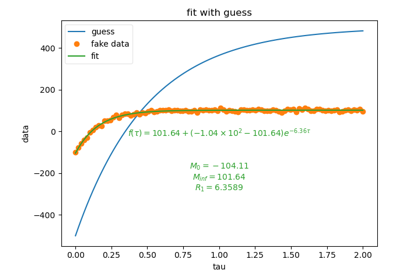 fit with guess
guess
fake data
fit
400
200
0
−200
−400
data
f(τ) = 101.64 + (−1.04 × 10² − 101.64)e^{−6.36τ}
M₀ = −104.11
M_{inf} = 101.64
R₁ = 6.3589
0.00 0.25 0.50 0.75 1.00 1.25 1.50 1.75 2.00
tau